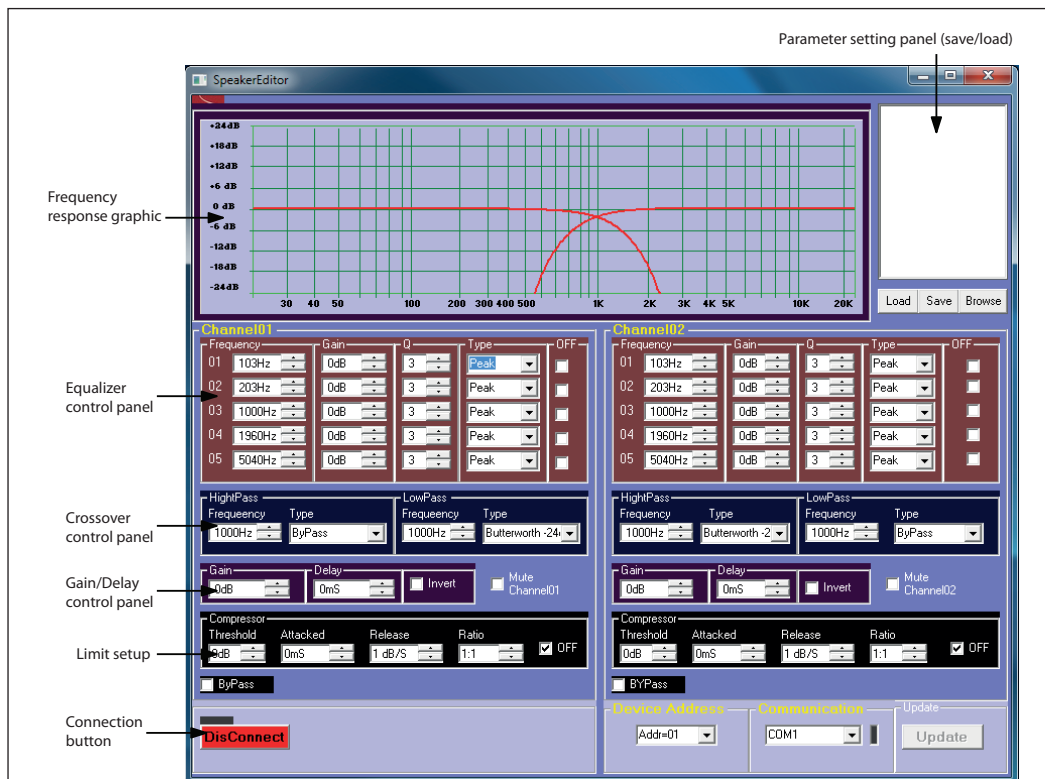 Parameter setting panel (save/load)
SpeakerEditor
+24dB
+18dB
+12dB
+6 dB
0 dB
-6 dB
-12dB
-18dB
-24dB
30 40 50 100 200 300 400 500 1K 2K 3K 4K 5K 10K 20K
Frequency
response graphic
Load Save Browse
Channel01
Frequency Gain Q Type OFF
01 103Hz 0dB 3 Peak
02 203Hz 0dB 3 Peak
03 1000Hz 0dB 3 Peak
04 1960Hz 0dB 3 Peak
05 5040Hz 0dB 3 Peak
Channel02
Frequency Gain Q Type OFF
01 103Hz 0dB 3 Peak
02 203Hz 0dB 3 Peak
03 1000Hz 0dB 3 Peak
04 1960Hz 0dB 3 Peak
05 5040Hz 0dB 3 Peak
Equalizer
control panel
HightPass LowPass
Frequeency Type Frequeency Type
1000Hz ByPass 1000Hz Butterworth -24
HightPass LowPass
Frequency Type Frequency Type
1000Hz Butterworth -2 1000Hz ByPass
Crossover
control panel
Gain Delay
0dB 0mS Invert Mute
Channel01
Gain Delay
0dB 0mS Invert Mute
Channel02
Gain/Delay
control panel
Compressor
Threshold Attacked Release Ratio
0dB 0mS 1 dB/S 1:1 OFF
Compressor
Threshold Attacked Release Ratio
0dB 0mS 1 dB/S 1:1 OFF
Limit setup
ByPass
BYPass
Connection
button
DisConnect
Device Address Communication Update
Addr=01 COM1 Update